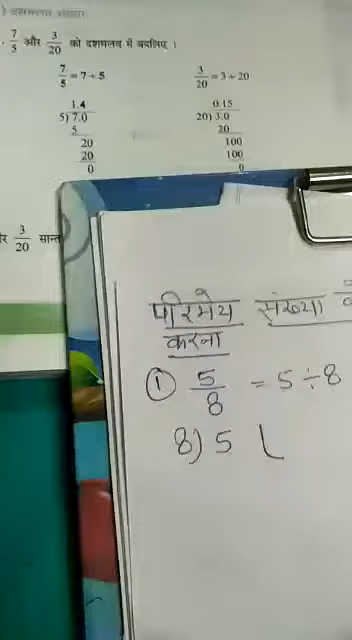 ) दशमलव संख्या
. 7/5 और 3/20 को दशमलव में बदलिए ।
7/5 = 7 ÷ 5
1.4
5) 7.0
5
20
20
0
3/20 = 3 ÷ 20
0.15
20) 3.0
20
100
100
0
र 3/20 सान्त
परिमेय संख्या
करना
① 5/8 = 5 ÷ 8
8) 5 (